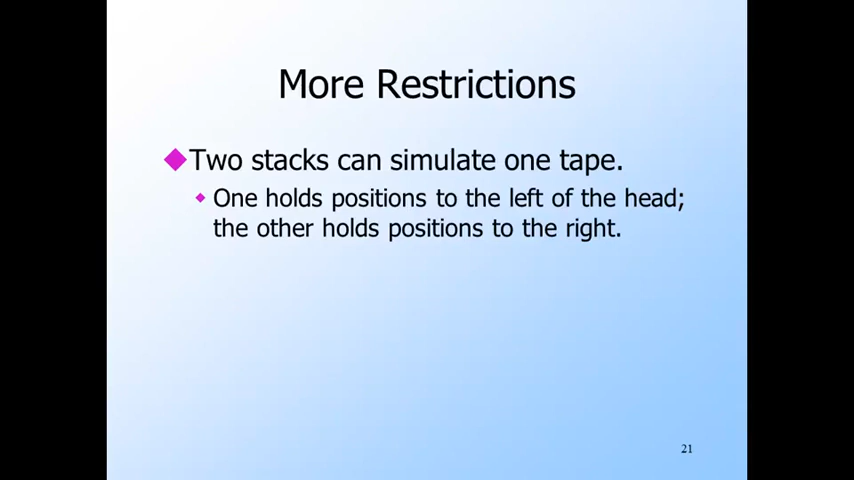 More Restrictions
Two stacks can simulate one tape.
One holds positions to the left of the head;
the other holds positions to the right.
21